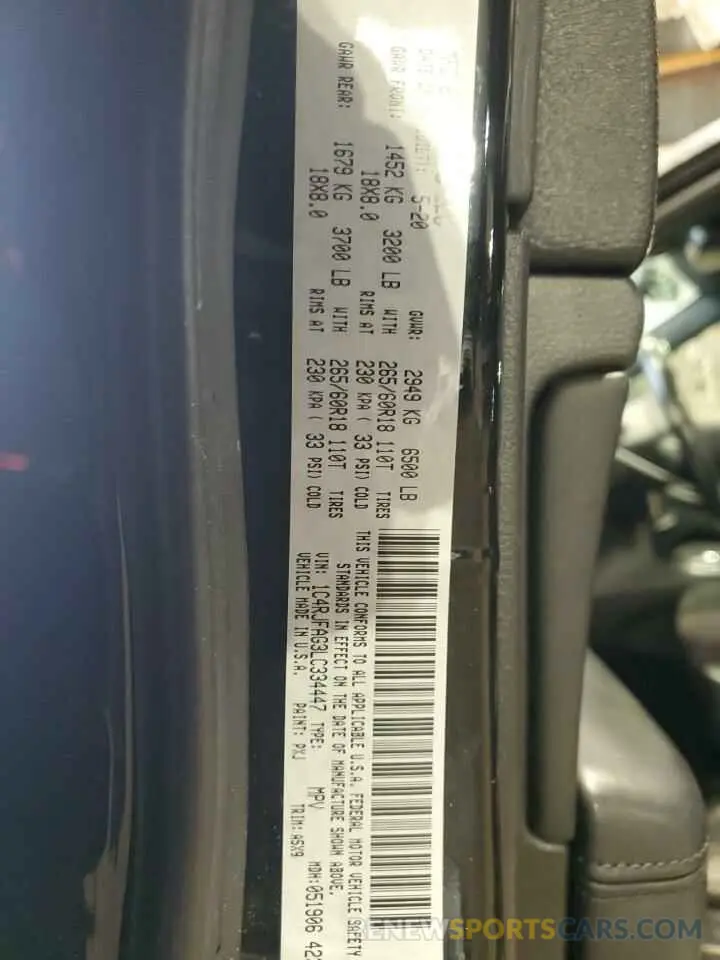 5-20 GVWR: 2949 KG 6500 LB
GAWR FRONT: 1452 KG 3200 LB WITH 265/60R18 110T TIRES
18X8.0 RIMS AT 230 KPA ( 33 PSI) COLD
GAWR REAR: 1679 KG 3700 LB WITH 265/60R18 110T TIRES
18X8.0 RIMS AT 230 KPA ( 33 PSI) COLD
THIS VEHICLE CONFORMS TO ALL APPLICABLE U.S.A. FEDERAL MOTOR VEHICLE SAFETY
STANDARDS IN EFFECT ON THE DATE OF MANUFACTURE SHOWN ABOVE.
VIN: 1C4RJFAG3LC334447 TYPE: MPV MDH:051906
VEHICLE MADE IN U.S.A. PAINT: PXJ TRIM:A5X9
RENEWSPORTSCARS.COM